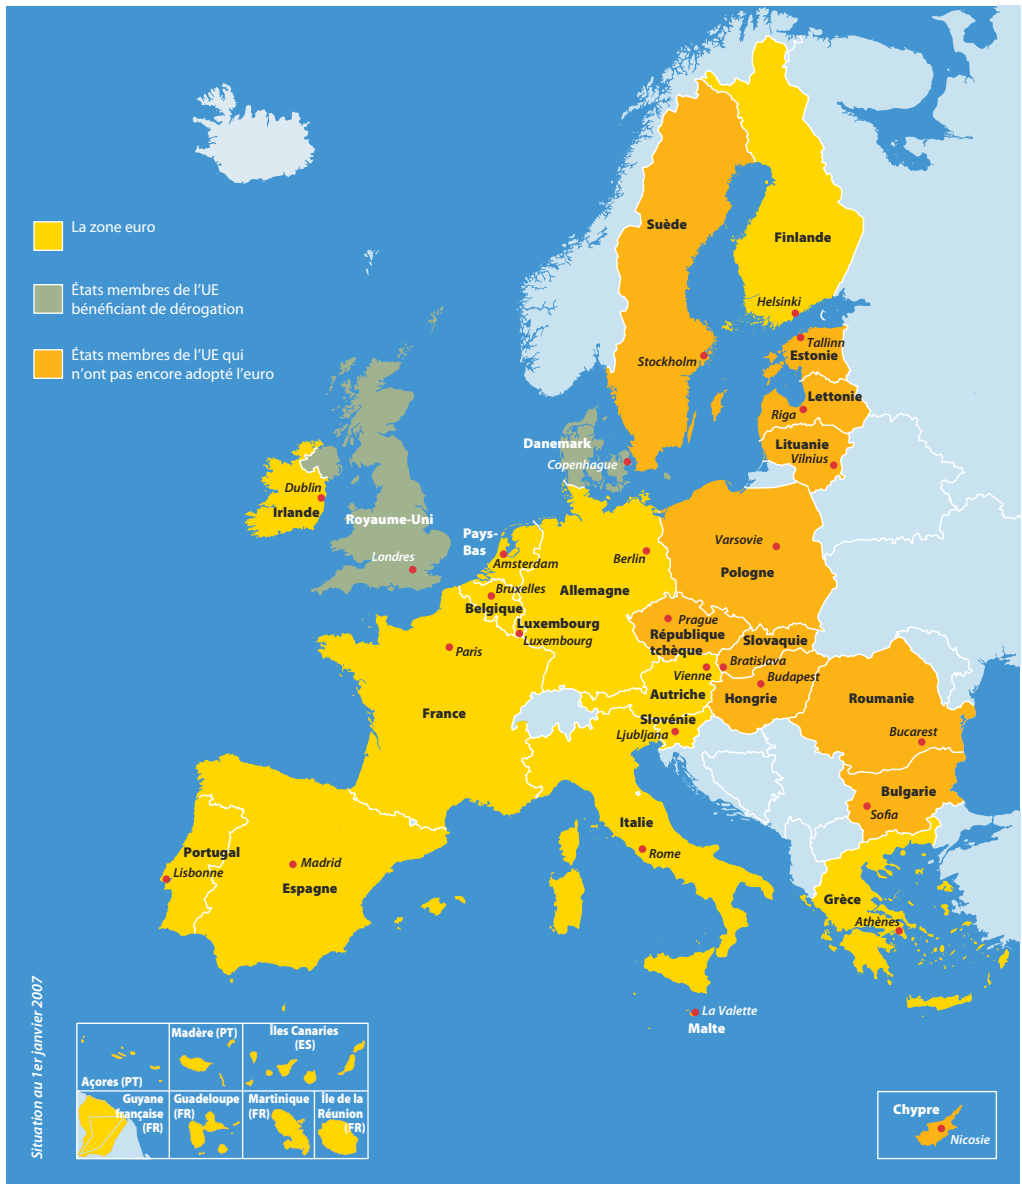 La zone euro
États membres de l'UE
bénéficiant de dérogation
États membres de l'UE qui
n'ont pas encore adopté l'euro
Suède
Finlande
Helsinki
Tallinn
Estonie
Stockholm
Lettonie
Riga
Lituanie
Vilnius
Danemark
Copenhague
Dublin
Irlande
Royaume-Uni
Londres
Pays-
Bas
Amsterdam
Berlin
Varsovie
Pologne
Allemagne
Bruxelles
Belgique
Luxembourg
Luxembourg
Prague
République
tchèque
Slovaquie
Bratislava
Paris
Vienne
Budapest
Autriche
Hongrie
Roumanie
France
Slovénie
Ljubljana
Bucarest
Bulgarie
Sofia
Italie
Rome
Portugal
Lisbonne
Madrid
Espagne
Grèce
Athènes
La Valette
Malte
Situation au 1er janvier 2007
Açores (PT)
Madère (PT)
Îles Canaries
(ES)
Guyane
française
(FR)
Guadeloupe
(FR)
Martinique
(FR)
Île de la
Réunion
(FR)
Chypre
Nicosie